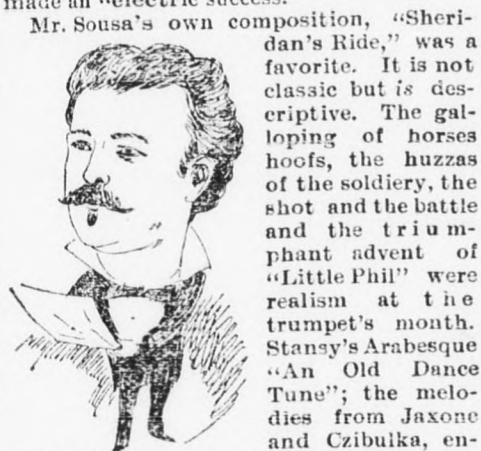 made an "electric success.
Mr. Sousa's own composition, "Sheri-
dan's Ride," was a
favorite. It is not
classic but is des-
criptive. The gal-
loping of horses
hoofs, the huzzas
of the soldiery, the
shot and the battle
and the trium-
phant advent of
"Little Phil" were
realism at the
trumpet's month.
Stansy's Arabesque
"An Old Dance
Tune"; the melo-
dies from Jaxone
and Czibulka, en-